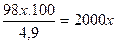 98x.100/4,9 = 2000x